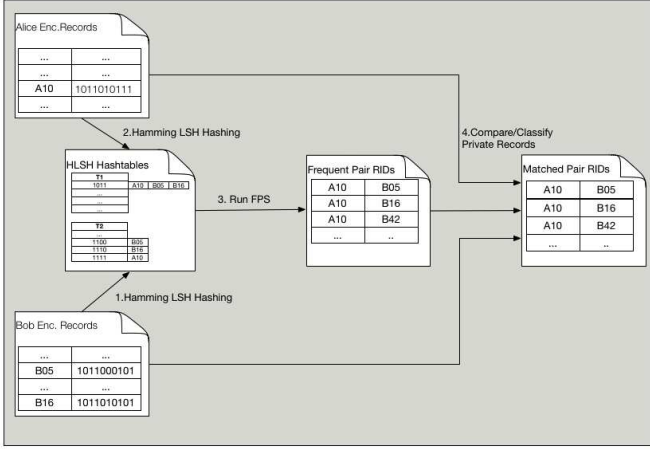 Alice Enc.Records
... ...
... ...
A10 1011010111
... ...
2.Hamming LSH Hashing
4.Compare/Classify
Private Records
HLSH Hashtables
T1
1011 A10 B05 B16
...
...
...
T2
...
1100 B05
1110 B16
1111 A10
3. Run FPS
Frequent Pair RIDs
A10 B05
A10 B16
A10 B42
... ..
Matched Pair RIDs
A10 B05
A10 B16
A10 B42
... ..
1.Hamming LSH Hashing
Bob Enc. Records
... ...
B05 1011000101
... ...
B16 1011010101